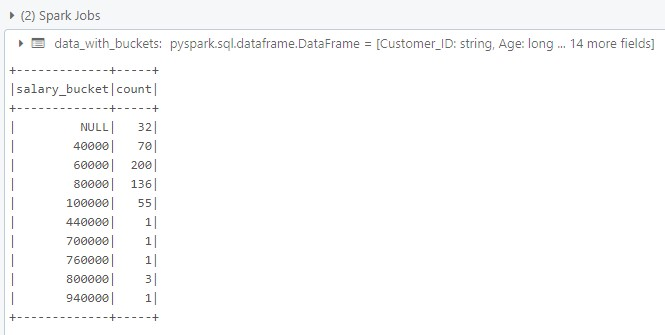 (2) Spark Jobs
data_with_buckets: pyspark.sql.dataframe.DataFrame = [Customer_ID: string, Age: long ... 14 more fields]
+-------------+-----+
|salary_bucket|count|
+-------------+-----+
|         NULL|   32|
|        40000|   70|
|        60000|  200|
|        80000|  136|
|       100000|   55|
|       440000|    1|
|       700000|    1|
|       760000|    1|
|       800000|    3|
|       940000|    1|
+-------------+-----+